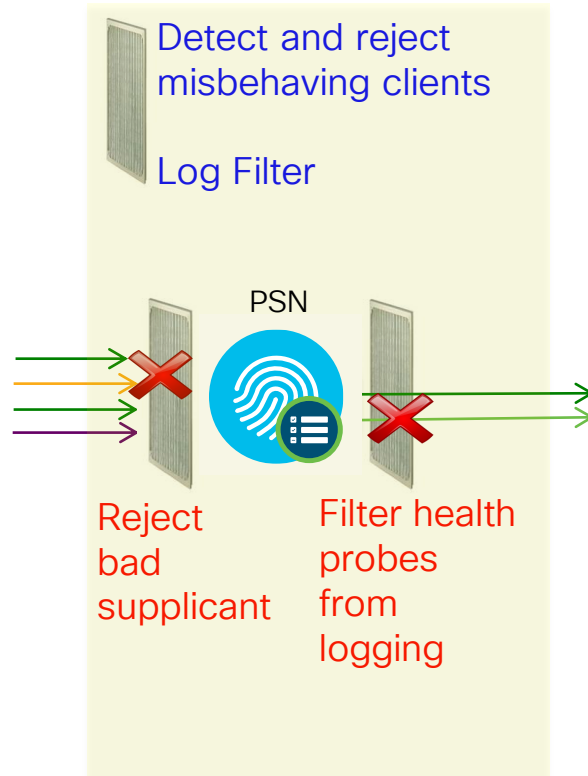 Detect and reject
misbehaving clients
Log Filter
PSN
Reject
bad
supplicant
Filter health
probes
from
logging